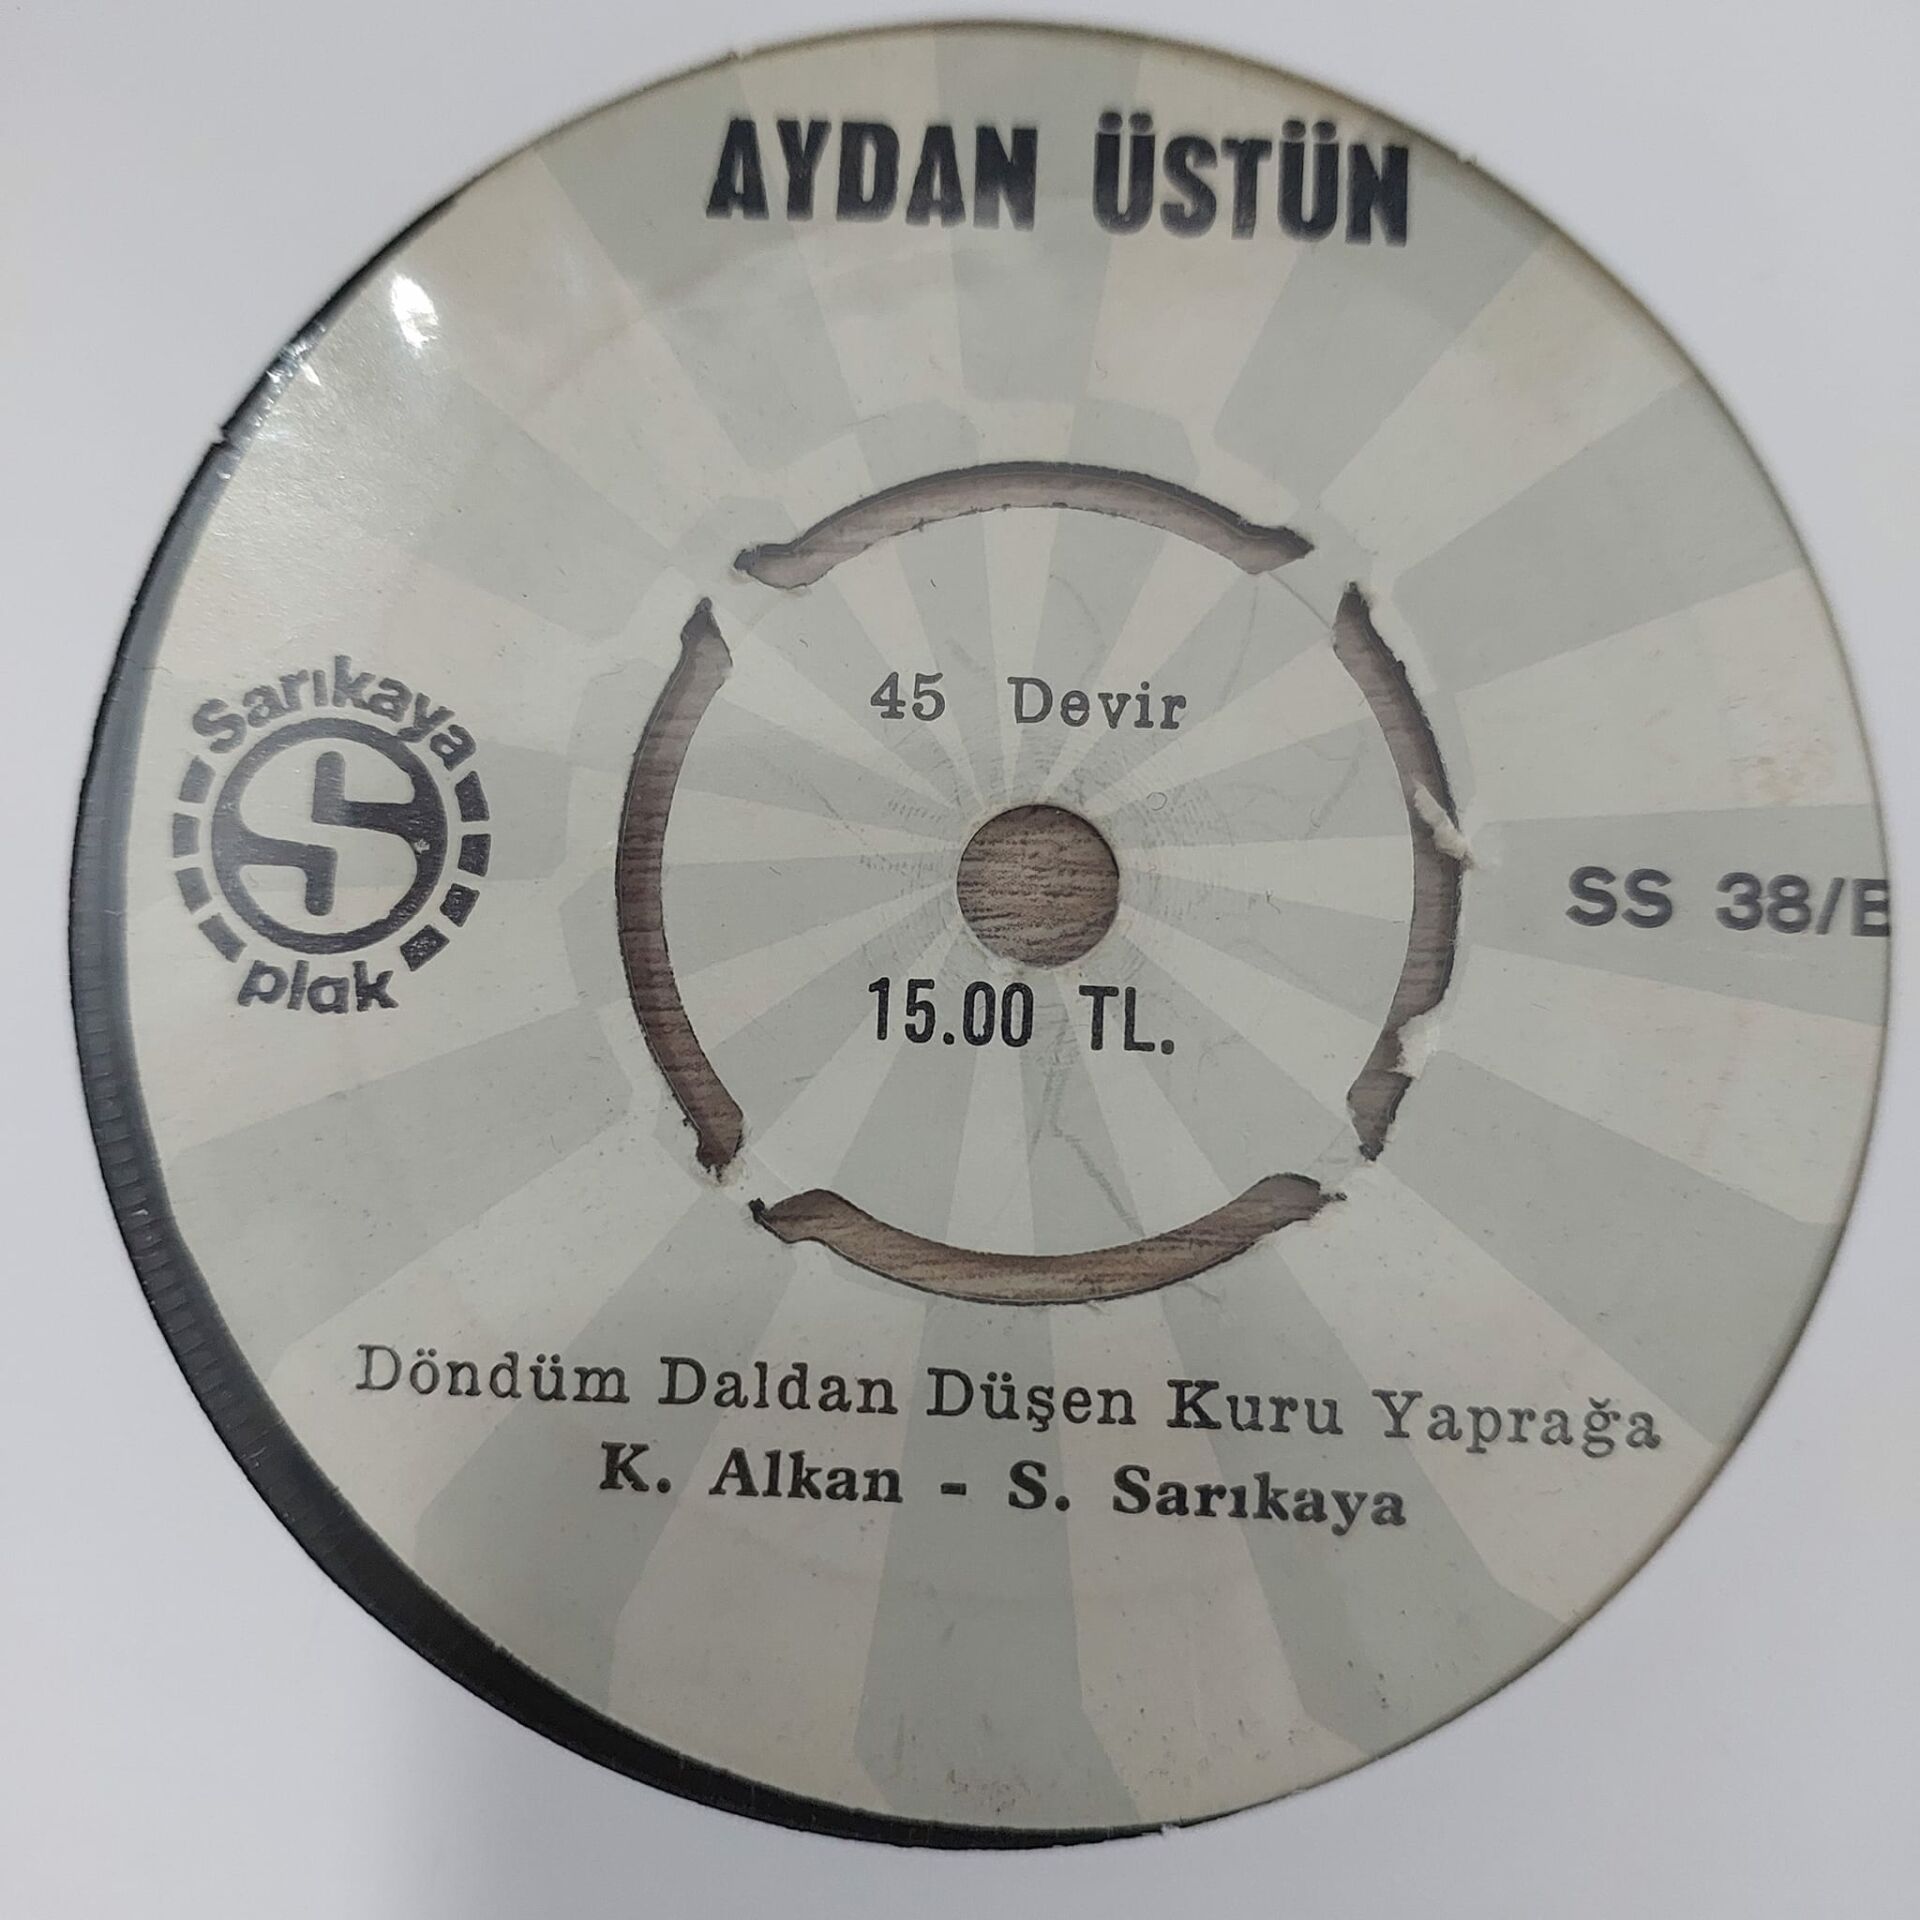 AYDAN ÜSTÜN
45 Devir
Sarıkaya
plak
SS 38/B
15.00 TL.
Döndüm Daldan Düşen Kuru Yaprağa
K. Alkan - S. Sarıkaya